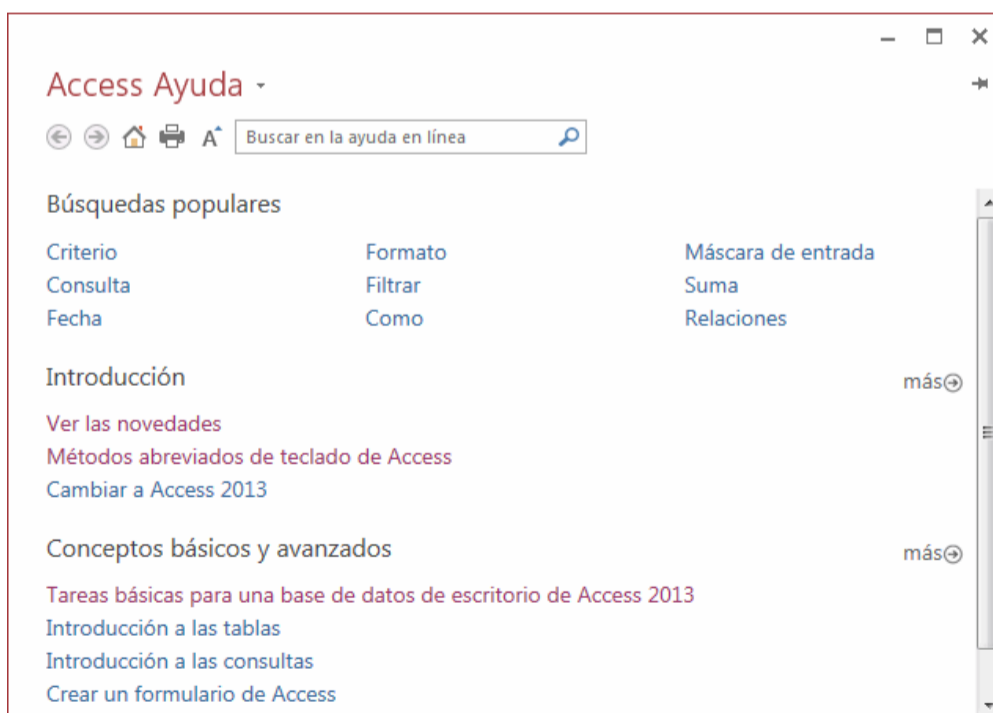 Access Ayuda
A
Buscar en la ayuda en línea
Búsquedas populares
Criterio Formato Máscara de entrada
Consulta Filtrar Suma
Fecha Como Relaciones
Introducción más
Ver las novedades
Métodos abreviados de teclado de Access
Cambiar a Access 2013
Conceptos básicos y avanzados más
Tareas básicas para una base de datos de escritorio de Access 2013
Introducción a las tablas
Introducción a las consultas
Crear un formulario de Access